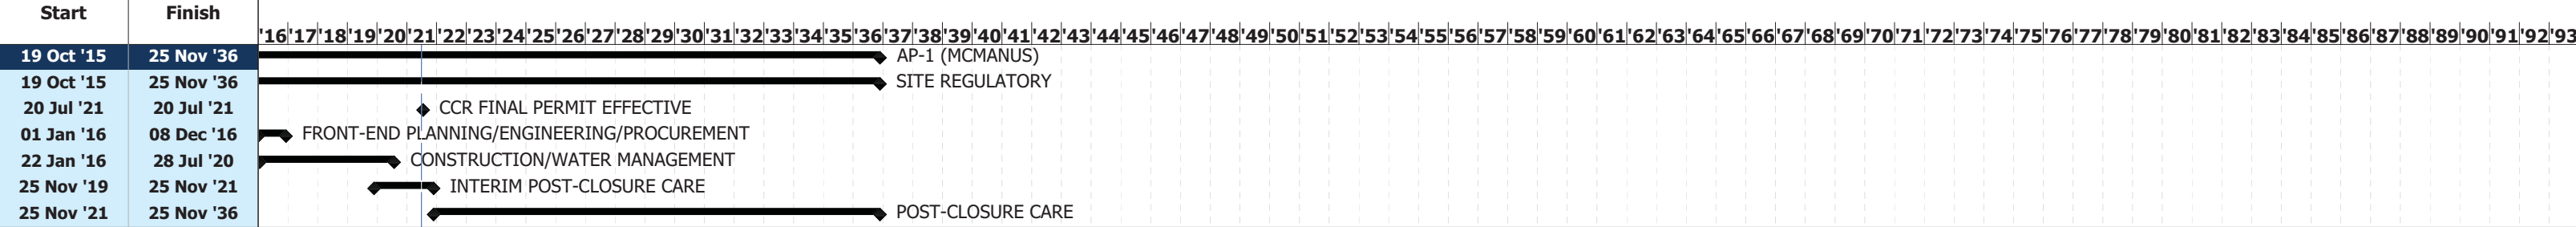 Start Finish
'16 '17 '18 '19 '20 '21 '22 '23 '24 '25 '26 '27 '28 '29 '30 '31 '32 '33 '34 '35 '36 '37 '38 '39 '40 '41 '42 '43 '44 '45 '46 '47 '48 '49 '50 '51 '52 '53 '54 '55 '56 '57 '58 '59 '60 '61 '62 '63 '64 '65 '66 '67 '68 '69 '70 '71 '72 '73 '74 '75 '76 '77 '78 '79 '80 '81 '82 '83 '84 '85 '86 '87 '88 '89 '90 '91 '92 '93
19 Oct '15 25 Nov '36 AP-1 (MCMANUS)
19 Oct '15 25 Nov '36 SITE REGULATORY
20 Jul '21 20 Jul '21 CCR FINAL PERMIT EFFECTIVE
01 Jan '16 08 Dec '16 FRONT-END PLANNING/ENGINEERING/PROCUREMENT
22 Jan '16 28 Jul '20 CONSTRUCTION/WATER MANAGEMENT
25 Nov '19 25 Nov '21 INTERIM POST-CLOSURE CARE
25 Nov '21 25 Nov '36 POST-CLOSURE CARE